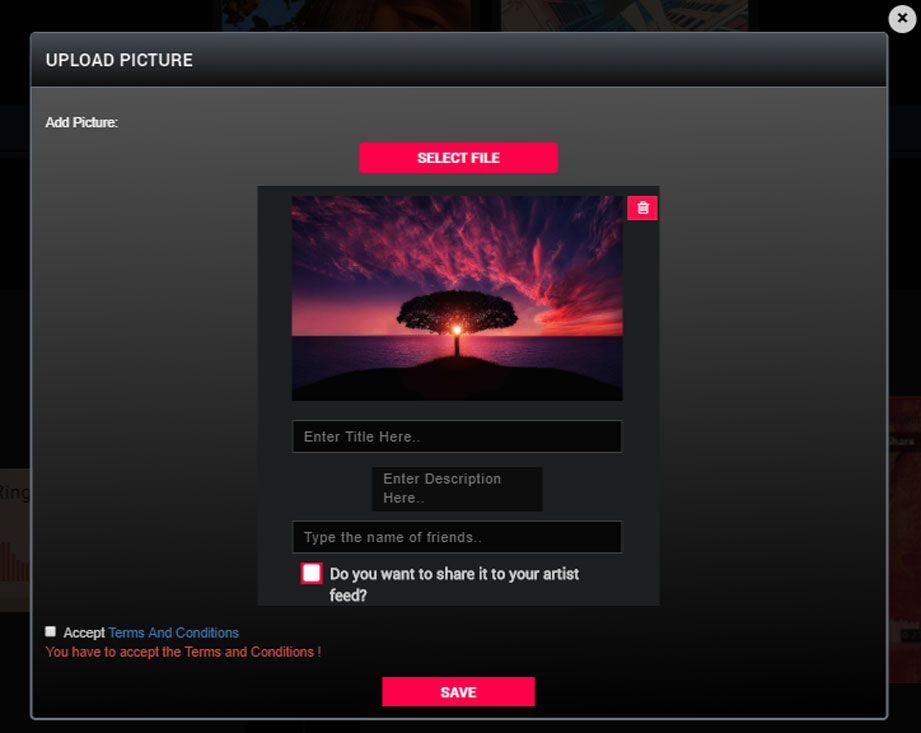 UPLOAD PICTURE
Add Picture:
SELECT FILE
Enter Title Here..
Enter Description
Here..
Type the name of friends..
Do you want to share it to your artist
feed?
Accept Terms And Conditions
You have to accept the Terms and Conditions !
SAVE
Ring
Share